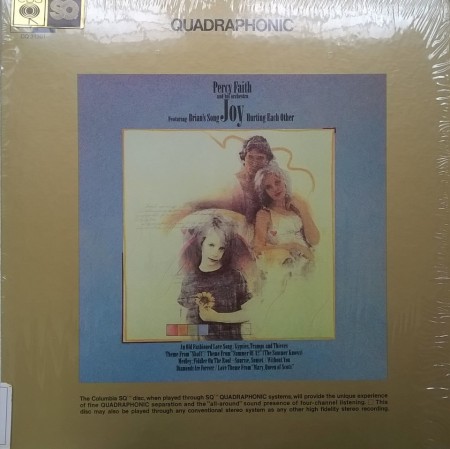 SQ
QUADRAPHONIC
Percy Faith
and his orchestra
Joy
Featuring Brian's Song Hurting Each Other
An Old Fashioned Love Song / Gypsies, Tramps and Thieves
Theme From "Shaft" / Theme From "Summer Of '42" (The Summer Knows)
Medley: Fiddler On The Roof - Sunrise, Sunset / Without You
Diamonds Are Forever / Love Theme From "Mary, Queen of Scots"
The Columbia SQ™ disc, when played through SQ™ QUADRAPHONIC systems, will provide the unique experience
of fine QUADRAPHONIC separation and the "all-around" sound presence of four-channel listening. This
disc may also be played through any conventional stereo system as any other high fidelity stereo recording.